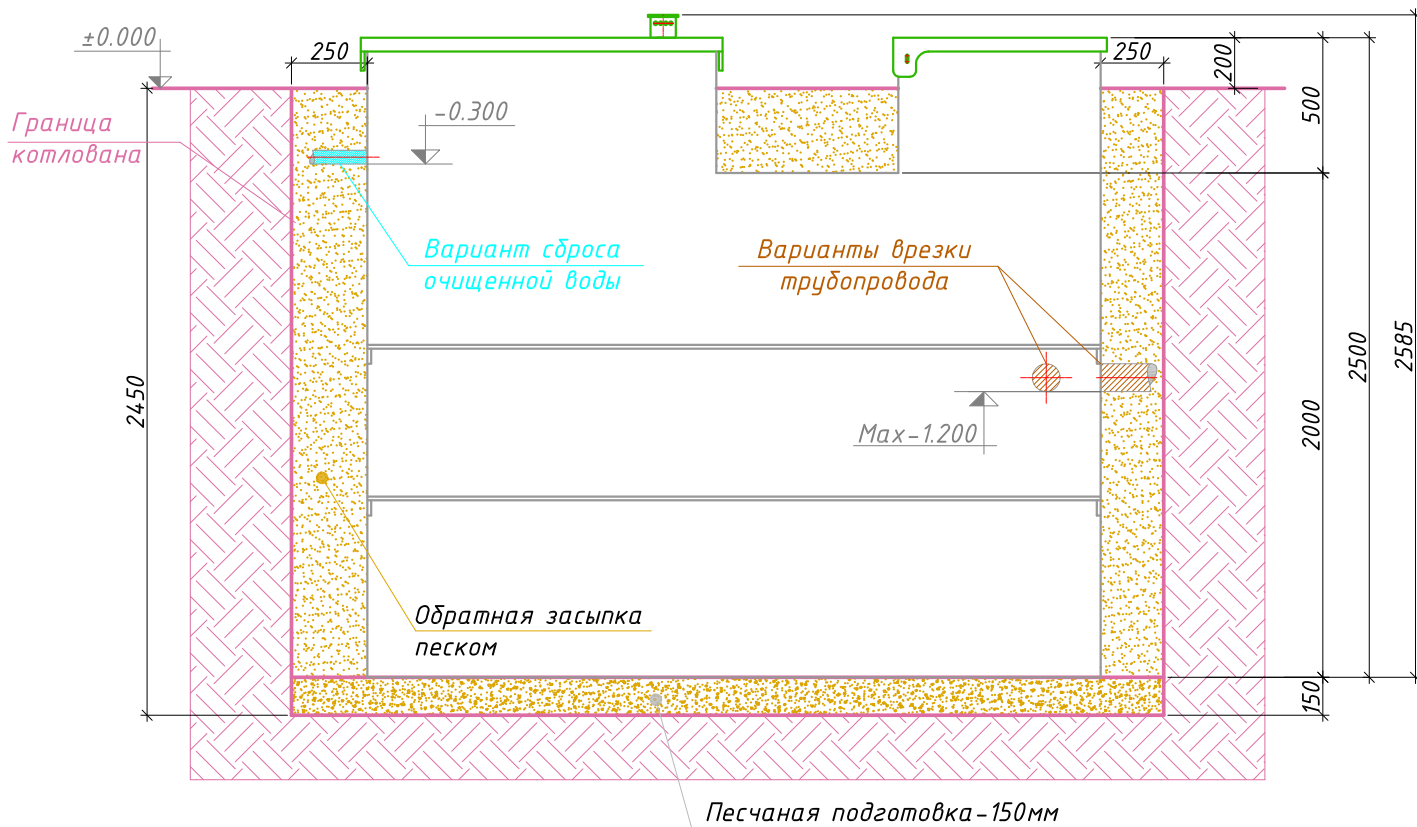 ±0.000
250
250
200
500
Граница
котлована
-0.300
Вариант сброса
очищенной воды
Варианты врезки
трубопровода
2450
Max-1.200
2000
2500
2585
Обратная засыпка
песком
150
Песчаная подготовка-150мм